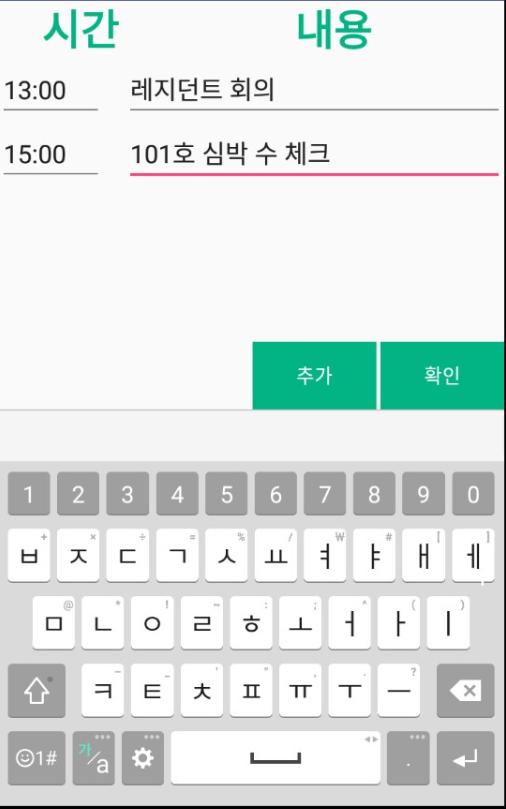 시간 내용
13:00 레지던트 회의
15:00 101호 심박 수 체크
추가 확인
1 2 3 4 5 6 7 8 9 0
+ × ÷ = % / ₩ # [ ]
ㅂ ㅈ ㄷ ㄱ ㅅ ㅛ ㅕ ㅑ ㅐ ㅔ
@ * ! ~ : ; ^ ( )
ㅁ ㄴ ㅇ ㄹ ㅎ ㅗ ㅓ ㅏ ㅣ
- _ ' " , . ?
ㅋ ㅌ ㅊ ㅍ ㅠ ㅜ ㅡ
☺1# 가/a .